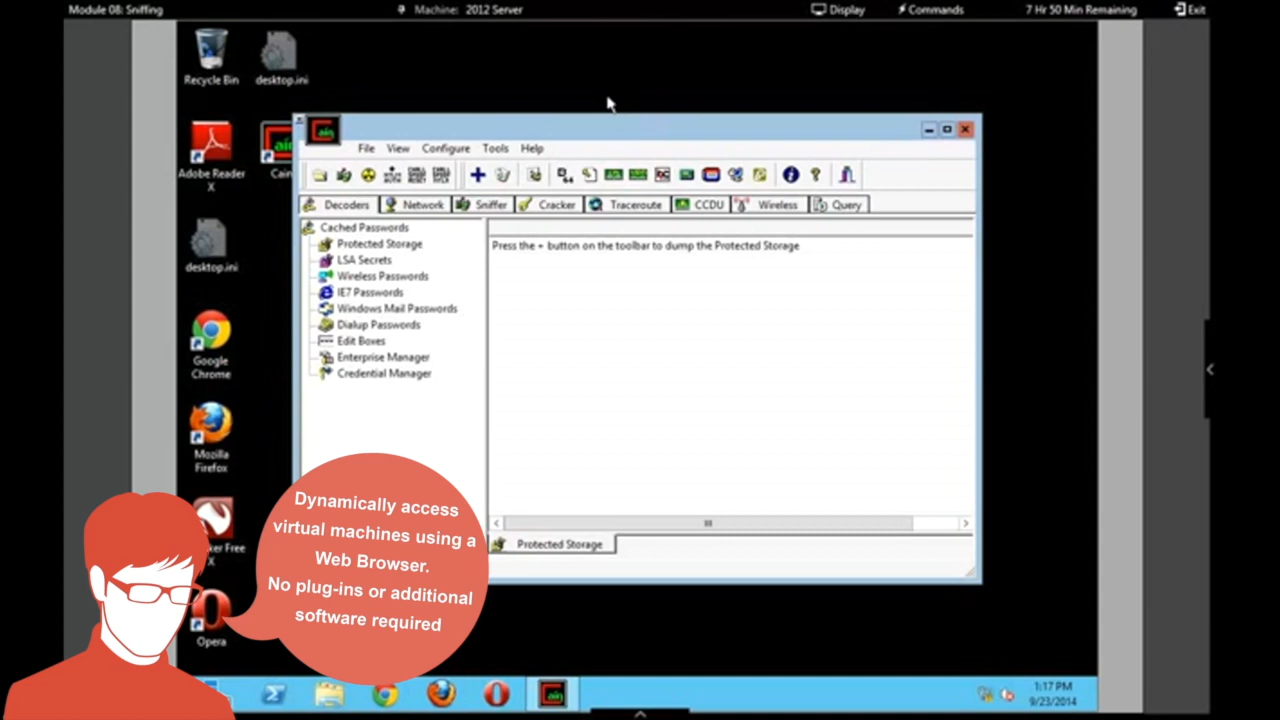 Module 08: Sniffing
Machine: 2012 Server
Display
Commands
7 Hr 50 Min Remaining
Exit
Recycle Bin
desktop.ini
Adobe Reader
X
Cain
desktop.ini
Google
Chrome
Mozilla
Firefox
Free
X
Opera
Cain
File View Configure Tools Help
Decoders Network Sniffer Cracker Traceroute CCDU Wireless Query
Cached Passwords
Protected Storage
LSA Secrets
Wireless Passwords
IE7 Passwords
Windows Mail Passwords
Dialup Passwords
Edit Boxes
Enterprise Manager
Credential Manager
Press the + button on the toolbar to dump the Protected Storage
Protected Storage
Dynamically access
virtual machines using a
Web Browser.
No plug-ins or additional
software required
1:17 PM
9/23/2014